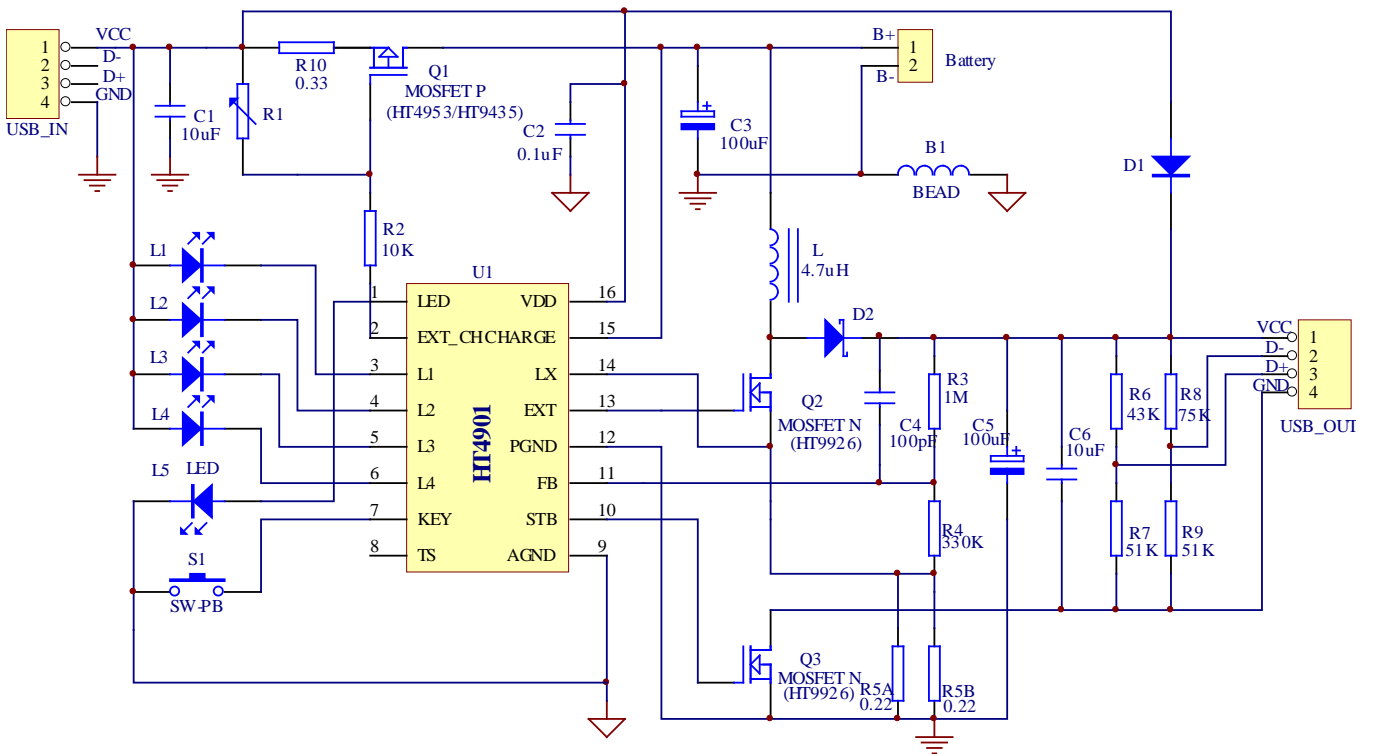 VCC
1
D-
2
D+
3
GND
4
USB_IN
C1
10uF
R1
R10
0.33
Q1
MOSFET P
(HT4953/HT9435)
C2
0.1uF
C3
100uF
B+
1
2
B-
Battery
B1
BEAD
D1
R2
10K
L
4.7uH
L1
L2
L3
L4
L5
LED
S1
SW-PB
U1
HT4901
1
LED
2
EXT_CH
3
L1
4
L2
5
L3
6
L4
7
KEY
8
TS
VDD
16
CHARGE
15
LX
14
EXT
13
PGND
12
FB
11
STB
10
AGND
9
D2
Q2
MOSFET N
(HT9926)
C4
100pF
R3
1M
C5
100uF
C6
10uF
R6
43K
R8
75K
VCC
1
D-
2
D+
3
GND
4
USB_OUT
R4
330K
R7
51K
R9
51K
Q3
MOSFET N
(HT9926)
R5A
0.22
R5B
0.22